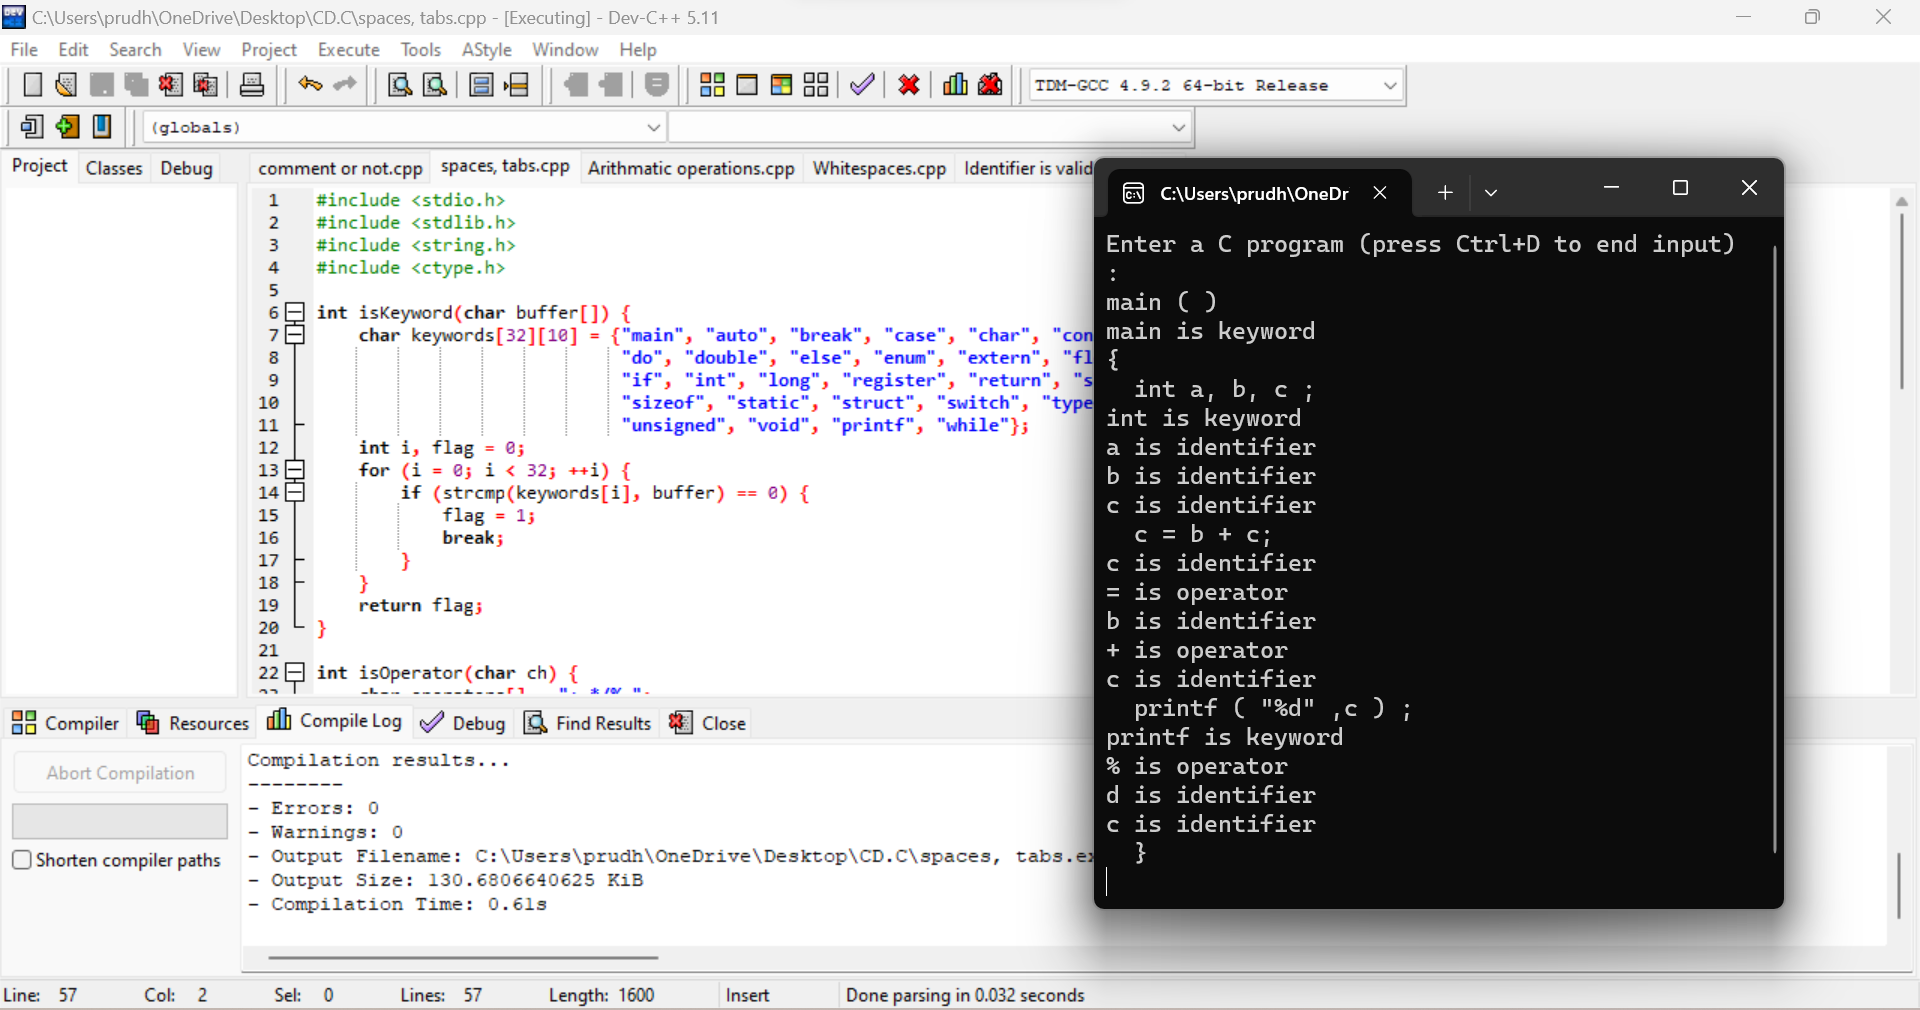 C:\Users\prudh\OneDrive\Desktop\CD.C\spaces, tabs.cpp - [Executing] - Dev-C++ 5.11
File Edit Search View Project Execute Tools AStyle Window Help
TDM-GCC 4.9.2 64-bit Release
(globals)
Project Classes Debug
comment or not.cpp spaces, tabs.cpp Arithmatic operations.cpp Whitespaces.cpp Identifier is valid
1 #include <stdio.h>
2 #include <stdlib.h>
3 #include <string.h>
4 #include <ctype.h>
5
6 int isKeyword(char buffer[]) {
7 char keywords[32][10] = {"main", "auto", "break", "case", "char", "con
8 "do", "double", "else", "enum", "extern", "fl
9 "if", "int", "long", "register", "return", "s
10 "sizeof", "static", "struct", "switch", "type
11 "unsigned", "void", "printf", "while"};
12 int i, flag = 0;
13 for (i = 0; i < 32; ++i) {
14 if (strcmp(keywords[i], buffer) == 0) {
15 flag = 1;
16 break;
17 }
18 }
19 return flag;
20 }
21
22 int isOperator(char ch) {
C:\Users\prudh\OneDr
Enter a C program (press Ctrl+D to end input)
:
main ( )
main is keyword
{
int a, b, c ;
int is keyword
a is identifier
b is identifier
c is identifier
c = b + c;
c is identifier
= is operator
b is identifier
+ is operator
c is identifier
printf ( "%d" ,c ) ;
printf is keyword
% is operator
d is identifier
c is identifier
}
Compiler Resources Compile Log Debug Find Results Close
Abort Compilation
Shorten compiler paths
Compilation results...
--------
- Errors: 0
- Warnings: 0
- Output Filename: C:\Users\prudh\OneDrive\Desktop\CD.C\spaces, tabs.ex
- Output Size: 130.6806640625 KiB
- Compilation Time: 0.61s
Line: 57 Col: 2 Sel: 0 Lines: 57 Length: 1600 Insert Done parsing in 0.032 seconds